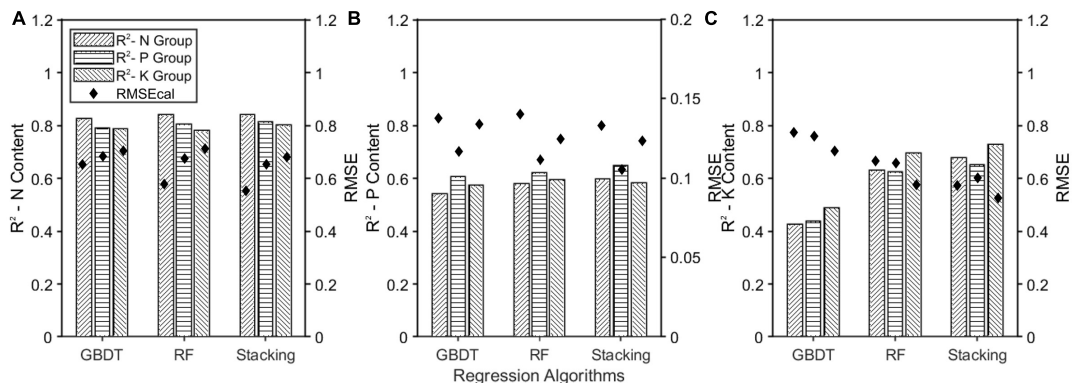 A
R² - N Content
1.2
1
0.8
0.6
0.4
0.2
0
R²- N Group
R²- P Group
R²- K Group
RMSEcal
GBDT RF Stacking
1.2
1
0.8
0.6
0.4
0.2
0
RMSE
B
R² - P Content
1.2
1
0.8
0.6
0.4
0.2
0
GBDT RF Stacking
0.2
0.15
0.1
0.05
0
RMSE
Regression Algorithms
C
R² - K Content
1.2
1
0.8
0.6
0.4
0.2
0
GBDT RF Stacking
1.2
1
0.8
0.6
0.4
0.2
0
RMSE